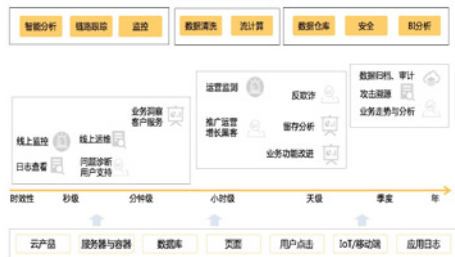 智能分析 链路跟踪 监控 数据清洗 流计算 数据仓库 安全 BI分析
数据归档、审计
攻击溯源
业务走势与分析
运营监测
反欺诈
推广运营
增长黑客
留存分析
业务功能改进
业务洞察
客户服务
线上监控
线上运维
日志查看
问题诊断
用户支持
时效性 秒级 分钟级 小时级 天级 季度 年
云产品 服务器与容器 数据库 页面 用户点击 IoT/移动端 应用日志